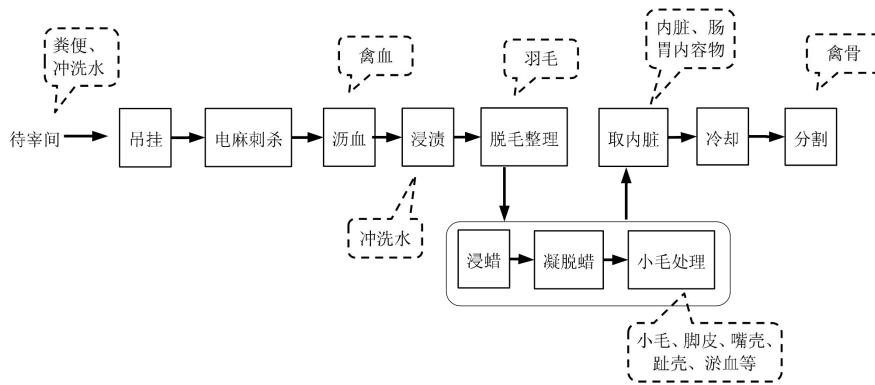 粪便、
冲洗水
禽血
羽毛
内脏、肠
胃内容物
禽骨
待宰间
吊挂
电麻刺杀
沥血
浸渍
脱毛整理
取内脏
冷却
分割
冲洗水
浸蜡
凝脱蜡
小毛处理
小毛、脚皮、嘴壳、
趾壳、淤血等